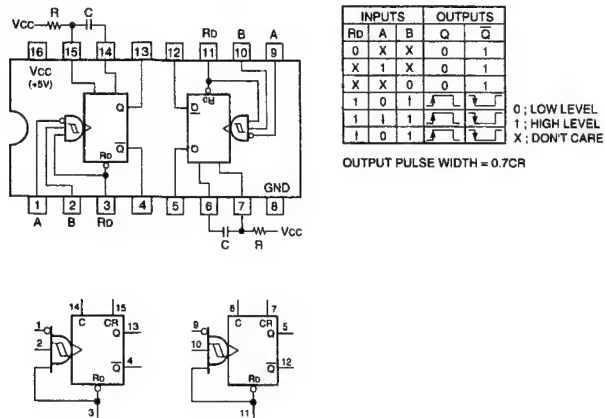 R C
VCC
RD B A
16 15 14 13 12 11 10 9
VCC
(+5V)
Q Q̅ RD
Q̅ Q RD
GND
1 2 3 4 5 6 7 8
A B RD
C R VCC
INPUTS OUTPUTS
RD A B Q Q̅
0 X X 0 1
X 1 X 0 1
X X 0 0 1
1 0 ↑
1 ↓ 1
↑ 0 1
0 ; LOW LEVEL
1 ; HIGH LEVEL
X ; DON'T CARE
OUTPUT PULSE WIDTH = 0.7CR
14 15
1 C CR Q 13
2
Q̅ 4
RD
3
6 7
9 C CR Q 5
10
Q̅ 12
RD
11